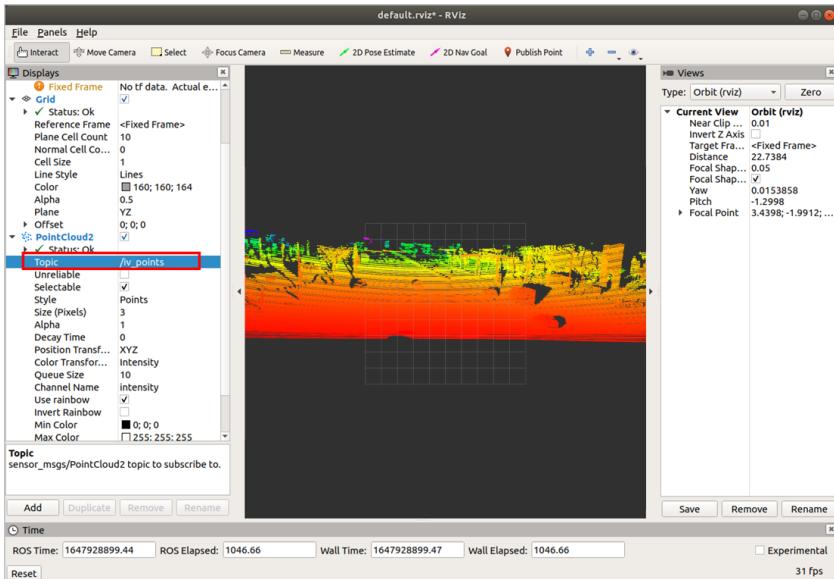 default.rviz* - RViz
File Panels Help
Interact Move Camera Select Focus Camera Measure 2D Pose Estimate 2D Nav Goal Publish Point
Displays
Fixed Frame No tf data. Actual e...
Grid
Status: Ok
Reference Frame <Fixed Frame>
Plane Cell Count 10
Normal Cell Co... 0
Cell Size 1
Line Style Lines
Color 160; 160; 164
Alpha 0.5
Plane YZ
Offset 0; 0; 0
PointCloud2
Status: Ok
Topic /iv_points
Unreliable
Selectable
Style Points
Size (Pixels) 3
Alpha 1
Decay Time 0
Position Transf... XYZ
Color Transfor... Intensity
Queue Size 10
Channel Name intensity
Use rainbow
Invert Rainbow
Min Color 0; 0; 0
Max Color 255; 255; 255
Topic
sensor_msgs/PointCloud2 topic to subscribe to.
Add Duplicate Remove Rename
Views
Type: Orbit (rviz) Zero
Current View Orbit (rviz)
Near Clip ... 0.01
Invert Z Axis
Target Fra... <Fixed Frame>
Distance 22.7384
Focal Shap... 0.05
Focal Shap...
Yaw 0.0153858
Pitch -1.2998
Focal Point 3.4398; -1.9912; ...
Save Remove Rename
Time
ROS Time: 1647928899.44 ROS Elapsed: 1046.66 Wall Time: 1647928899.47 Wall Elapsed: 1046.66 Experimental
Reset 31 fps